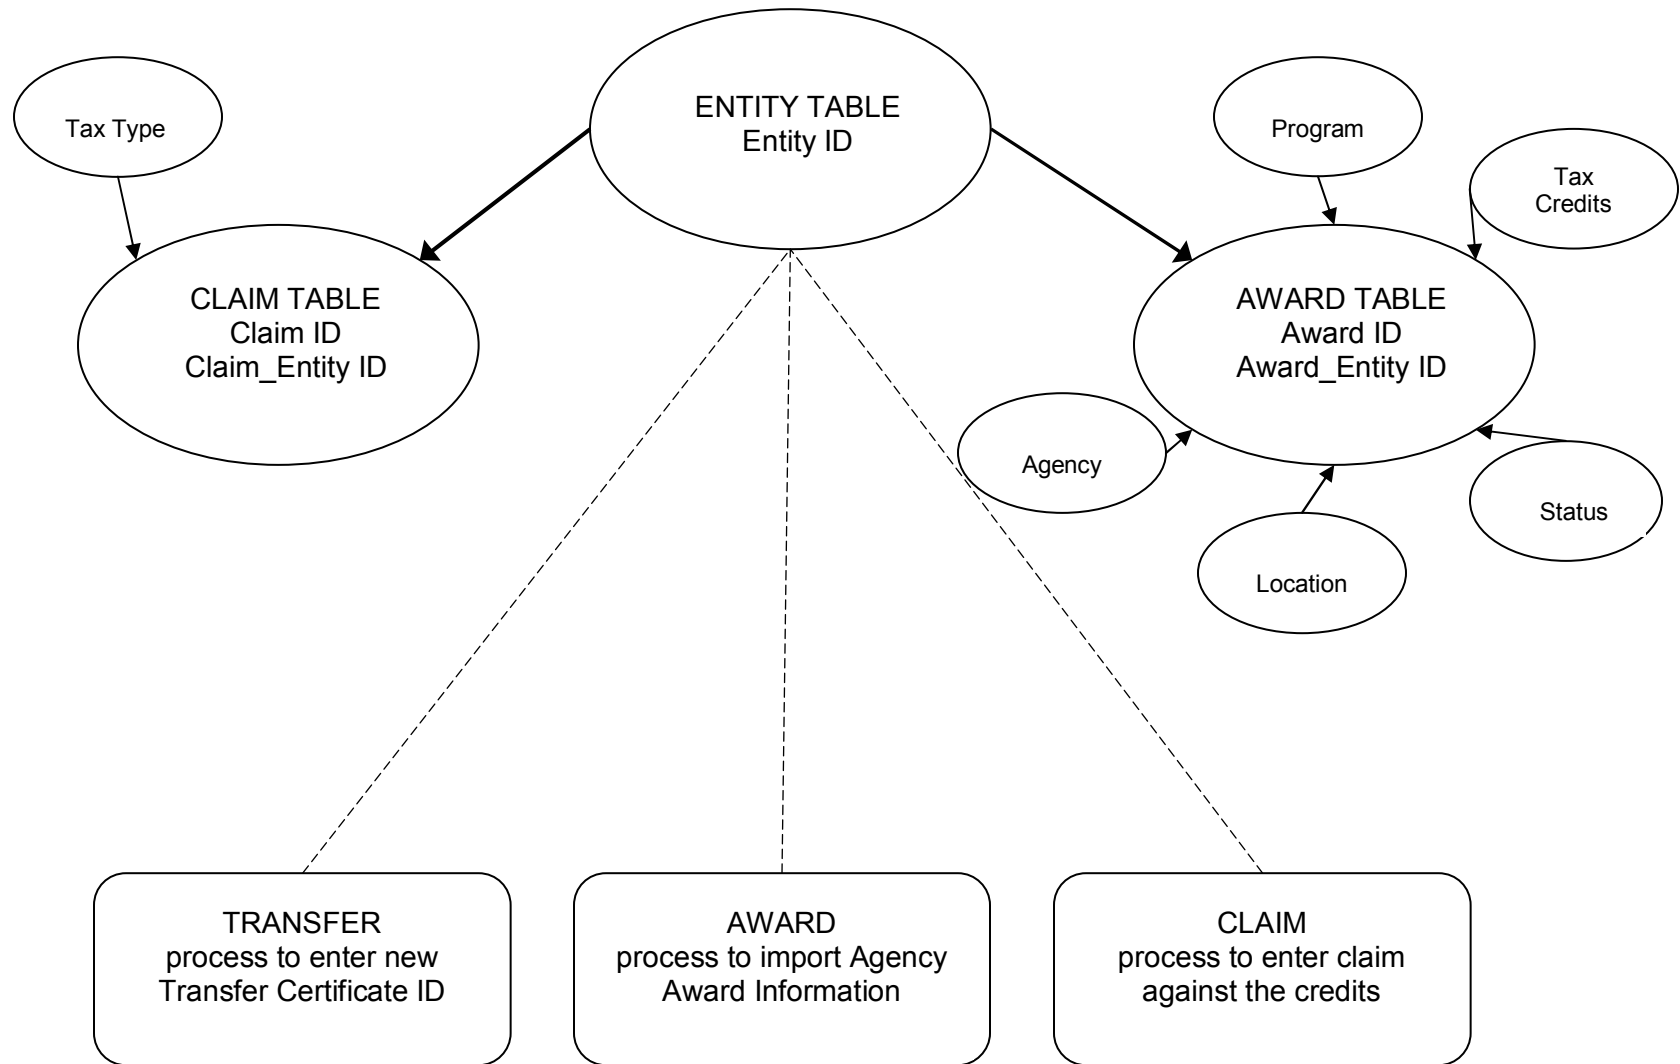 ENTITY TABLE
Entity ID
Tax Type
Program
Tax
Credits
CLAIM TABLE
Claim ID
Claim_Entity ID
AWARD TABLE
Award ID
Award_Entity ID
Agency
Status
Location
TRANSFER
process to enter new
Transfer Certificate ID
AWARD
process to import Agency
Award Information
CLAIM
process to enter claim
against the credits